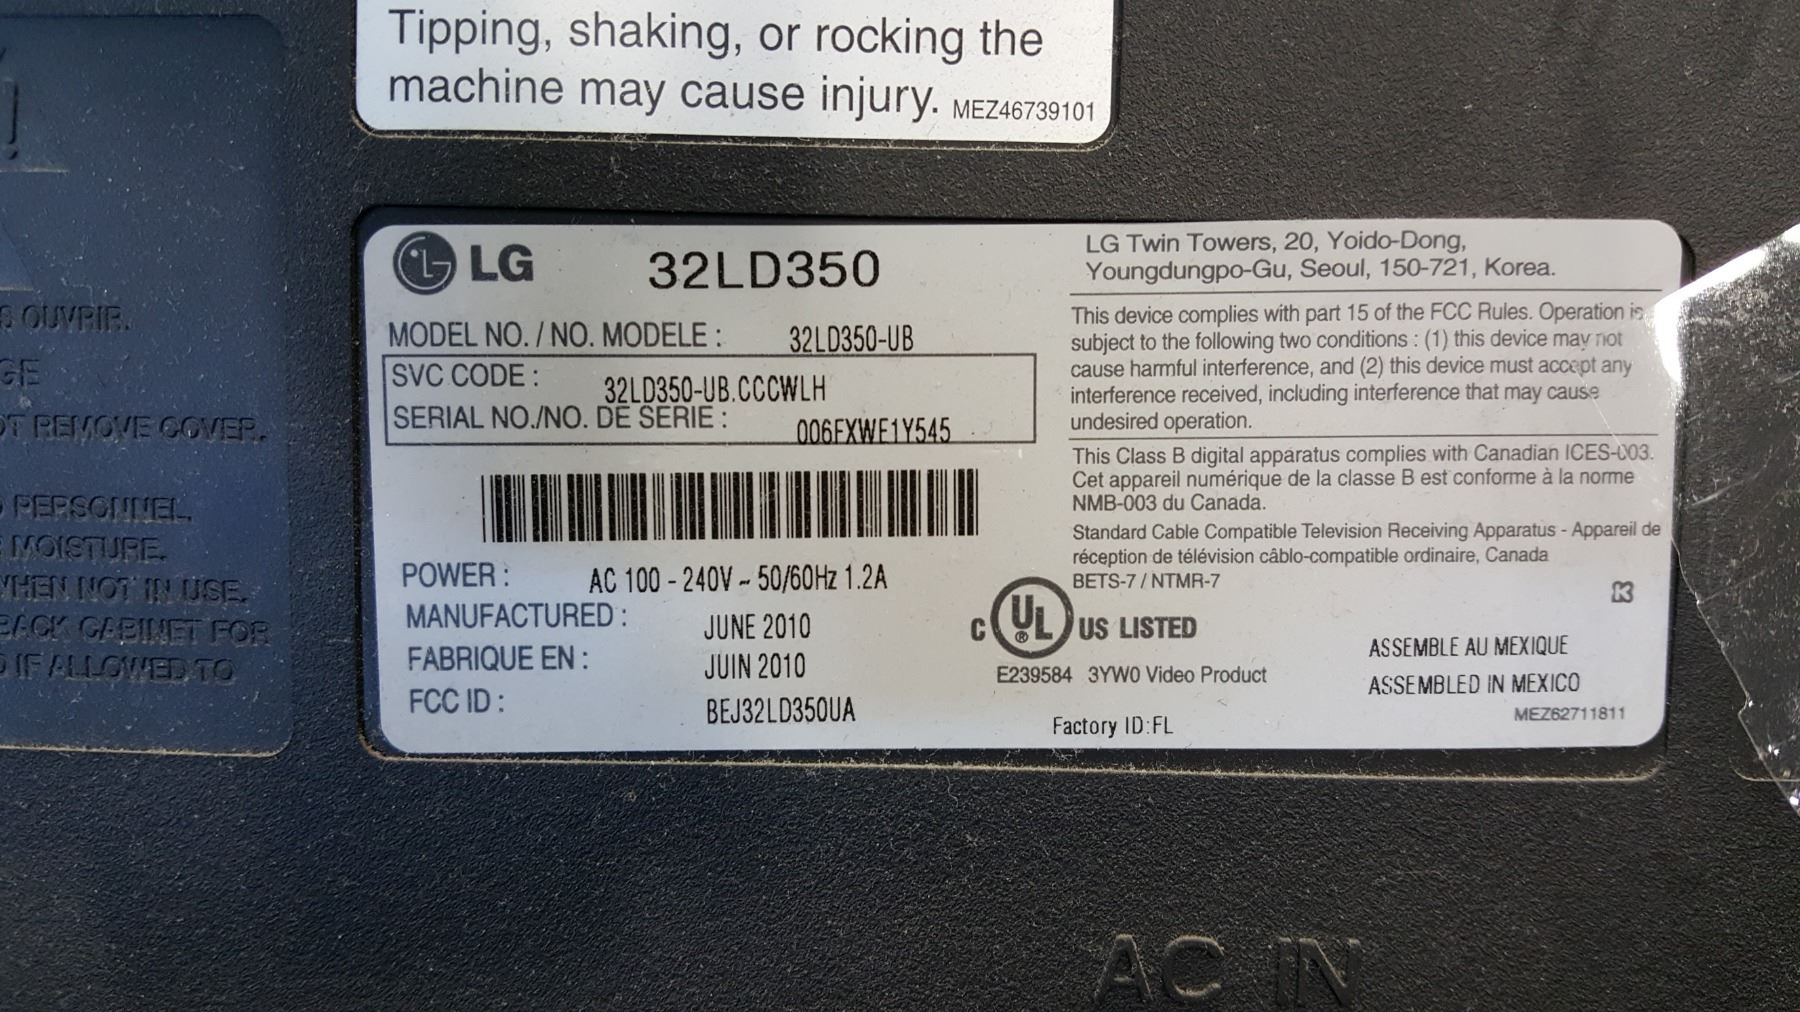 Tipping, shaking, or rocking the
machine may cause injury. MEZ46739101
LG 32LD350
MODEL NO. / NO. MODELE : 32LD350-UB
SVC CODE : 32LD350-UB.CCCWLH
SERIAL NO./NO. DE SERIE : 006FXWE1Y545
POWER : AC 100 - 240V ~ 50/60Hz 1.2A
MANUFACTURED : JUNE 2010
FABRIQUE EN : JUIN 2010
FCC ID : BEJ32LD350UA
LG Twin Towers, 20, Yoido-Dong,
Youngdungpo-Gu, Seoul, 150-721, Korea.
This device complies with part 15 of the FCC Rules. Operation is
subject to the following two conditions : (1) this device may not
cause harmful interference, and (2) this device must accept any
interference received, including interference that may cause
undesired operation.
This Class B digital apparatus complies with Canadian ICES-003.
Cet appareil numérique de la classe B est conforme à la norme
NMB-003 du Canada.
Standard Cable Compatible Television Receiving Apparatus - Appareil de
réception de télévision câblo-compatible ordinaire, Canada
BETS-7 / NTMR-7
C UL ® US LISTED
E239584 3YW0 Video Product
Factory ID:FL
ASSEMBLE AU MEXIQUE
ASSEMBLED IN MEXICO
MEZ62711811
OUVRIR.
REMOVE COVER.
PERSONNEL.
MOISTURE.
WHEN NOT IN USE.
BACK CABINET FOR
IF ALLOWED TO
AC IN